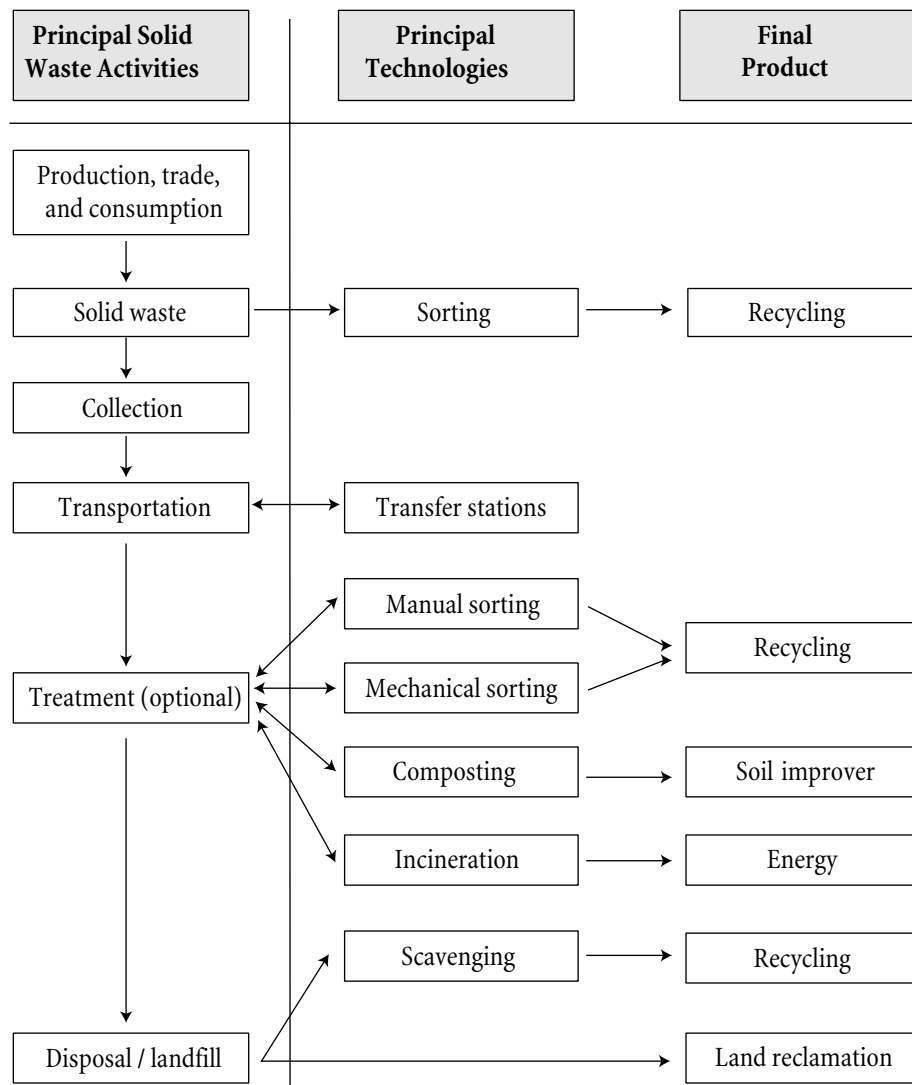 Principal Solid
Waste Activities
Principal
Technologies
Final
Product
Production, trade,
and consumption
Solid waste
Sorting
Recycling
Collection
Transportation
Transfer stations
Manual sorting
Recycling
Treatment (optional)
Mechanical sorting
Composting
Soil improver
Incineration
Energy
Scavenging
Recycling
Disposal / landfill
Land reclamation